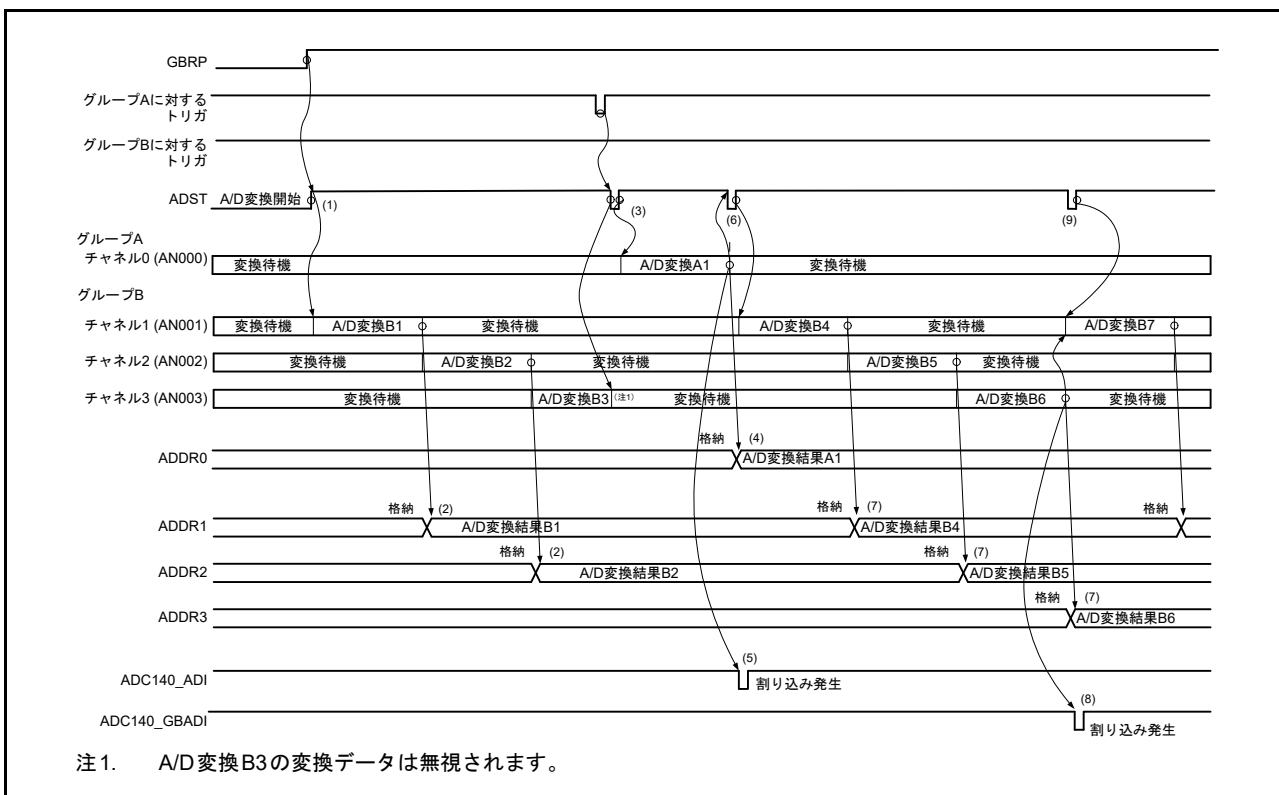 GBRP
グループAに対する
トリガ
グループBに対する
トリガ
ADST A/D変換開始 (1) (3) (6) (9)
グループA
チャネル0 (AN000) 変換待機 A/D変換A1 変換待機
グループB
チャネル1 (AN001) 変換待機 A/D変換B1 変換待機 A/D変換B4 変換待機 A/D変換B7
チャネル2 (AN002) 変換待機 A/D変換B2 変換待機 A/D変換B5 変換待機
チャネル3 (AN003) 変換待機 A/D変換B3 (注1) 変換待機 A/D変換B6 変換待機
格納 (4)
ADDR0 A/D変換結果A1
格納 (2) 格納 (7) 格納
ADDR1 A/D変換結果B1 A/D変換結果B4
格納 (2) 格納 (7)
ADDR2 A/D変換結果B2 A/D変換結果B5
格納 (7)
ADDR3 A/D変換結果B6
(5)
ADC140_ADI 割り込み発生
(8)
ADC140_GBADI 割り込み発生
注1. A/D変換B3の変換データは無視されます。